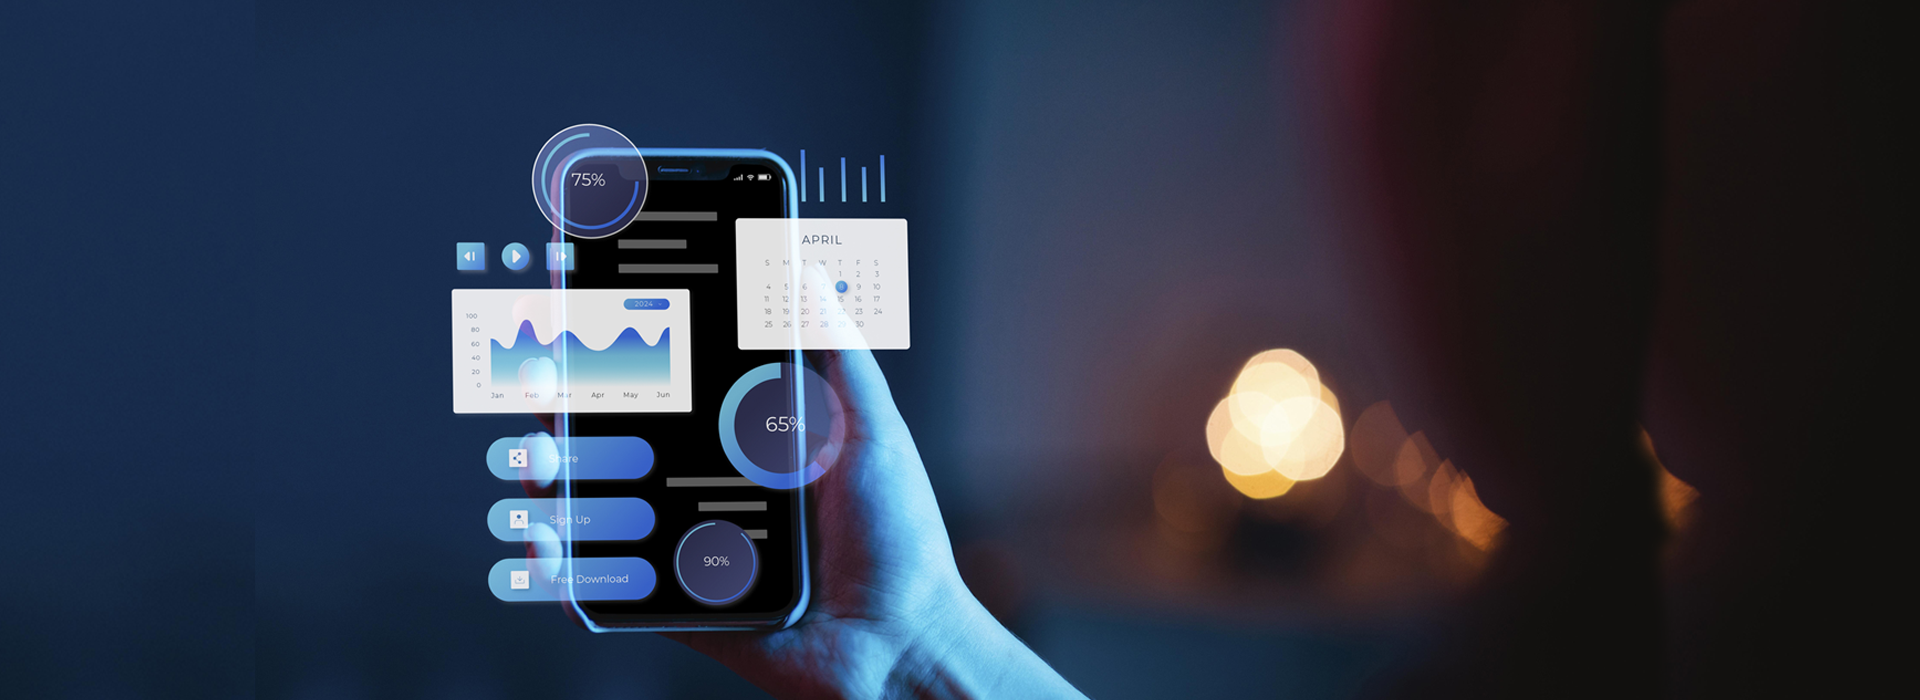 75%
APRIL
S M T W T F S
1 2 3
4 5 6 7 8 9 10
11 12 13 14 15 16 17
18 19 20 21 22 23 24
25 26 27 28 29 30
2024
100
80
60
40
20
0
Jan Feb Mar Apr May Jun
65%
Share
Sign Up
Free Download
90%